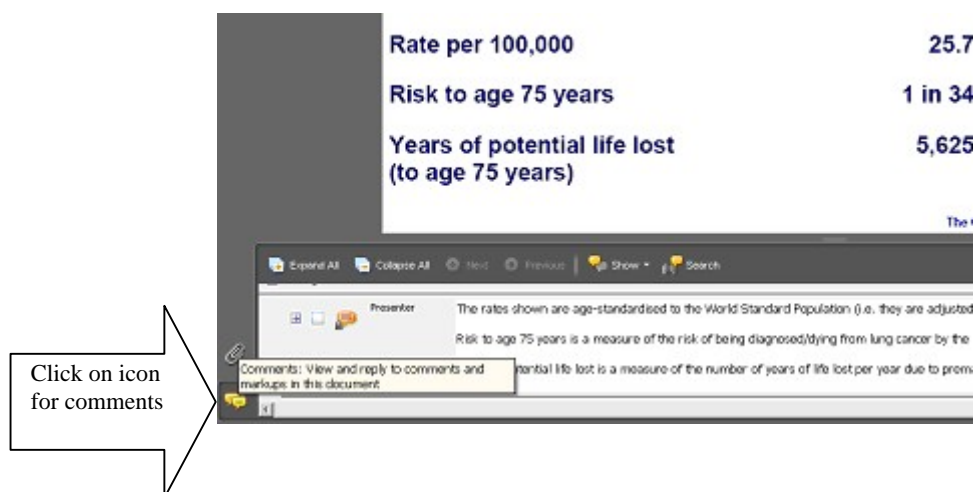 Rate per 100,000 25.7
Risk to age 75 years 1 in 34
Years of potential life lost 5,625
(to age 75 years)
The
Expand All Collapse All Next Previous Show Search
Presenter The rates shown are age-standardised to the World Standard Population (i.e. they are adjusted
Risk to age 75 years is a measure of the risk of being diagnosed/dying from lung cancer by the
Comments: View and reply to comments and
markups in this document
tential life lost is a measure of the number of years of life lost per year due to prema
Click on icon
for comments